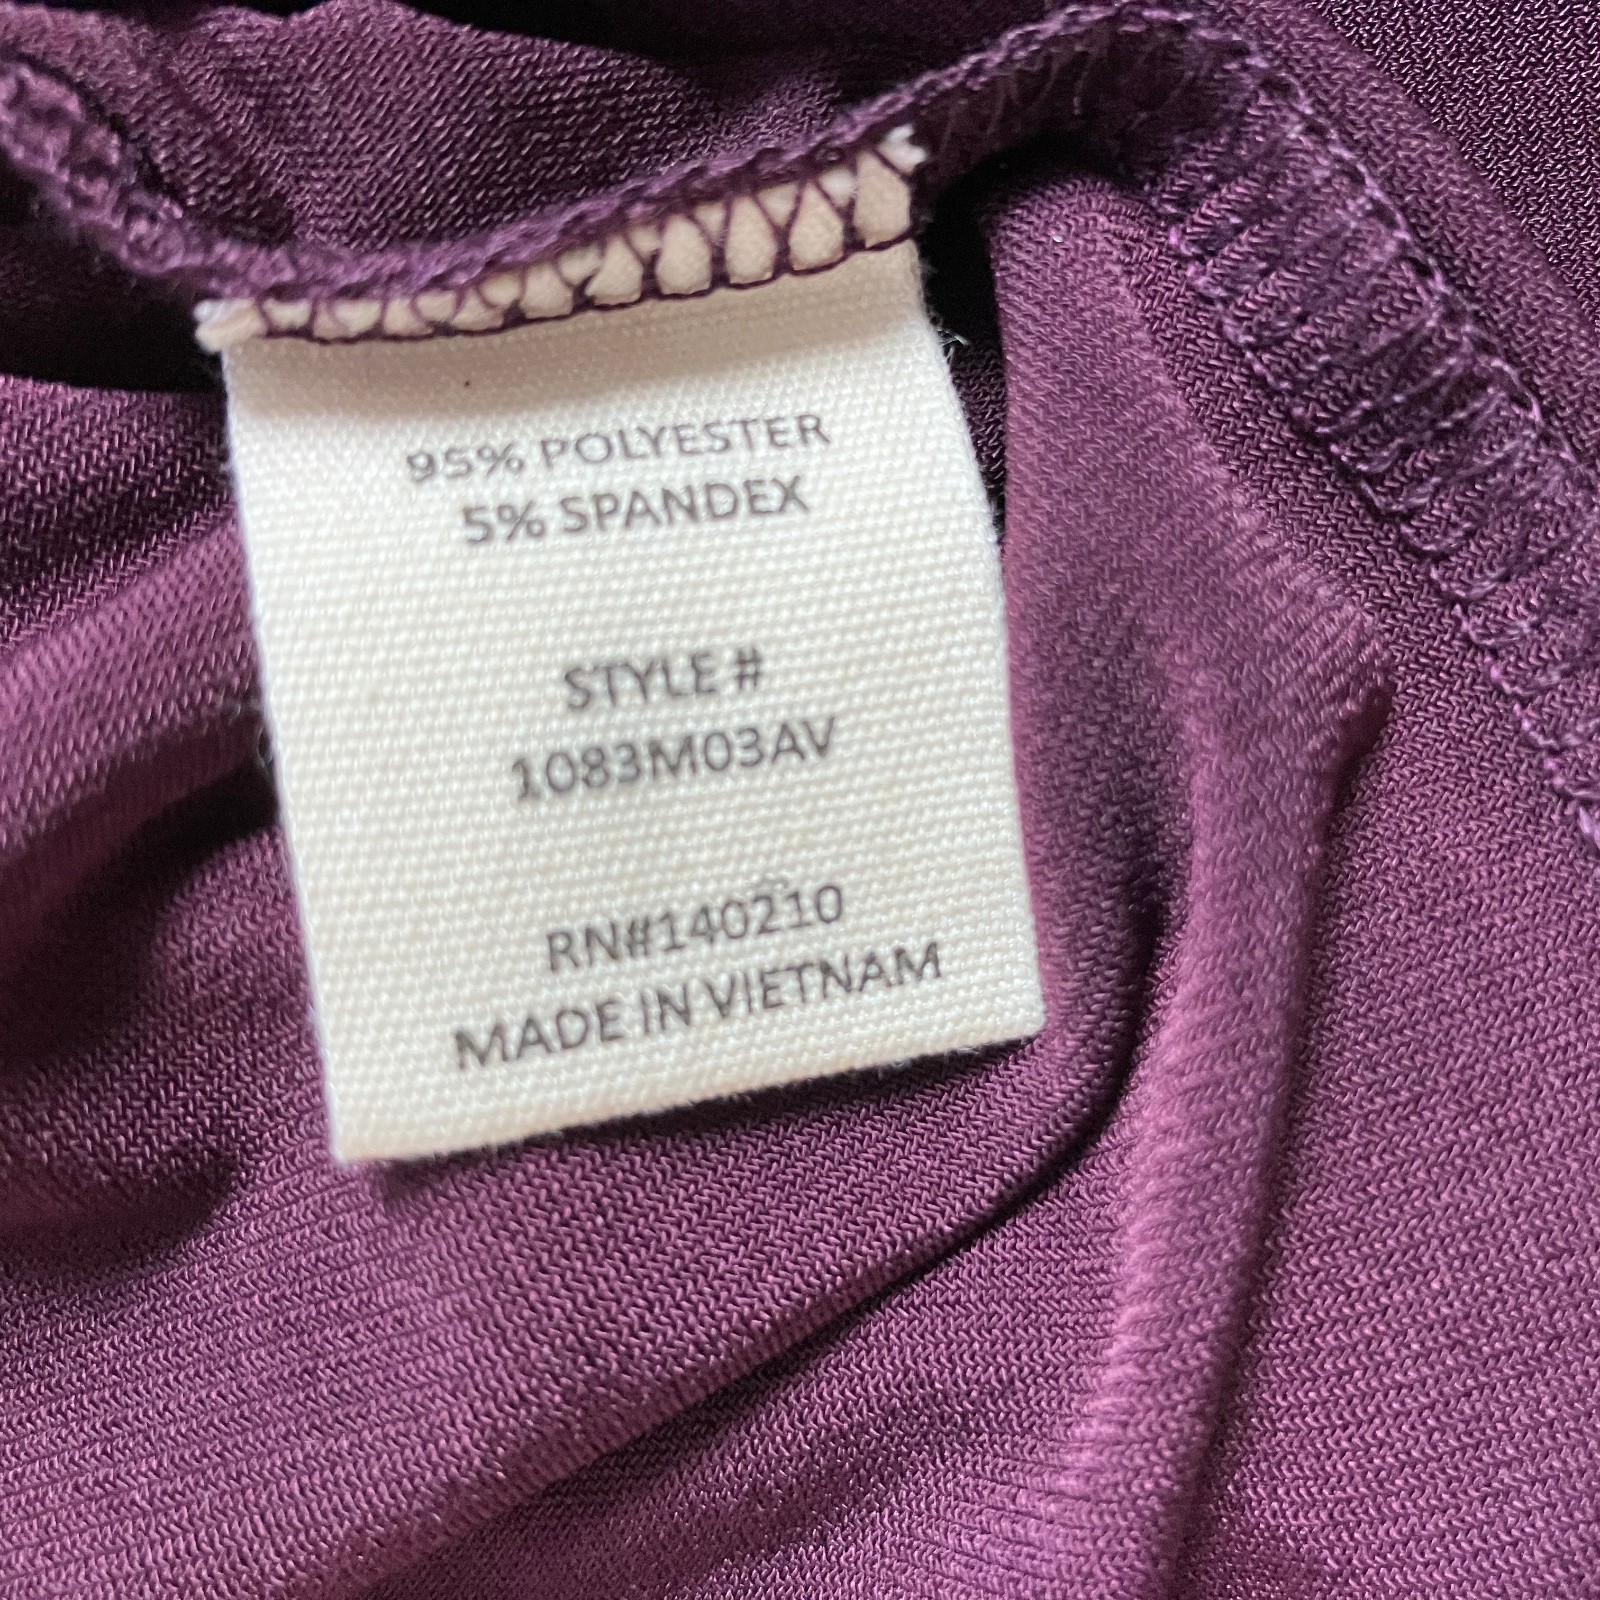 95% POLYESTER
5% SPANDEX
STYLE #
1083M03AV
RN#140210
MADE IN VIETNAM